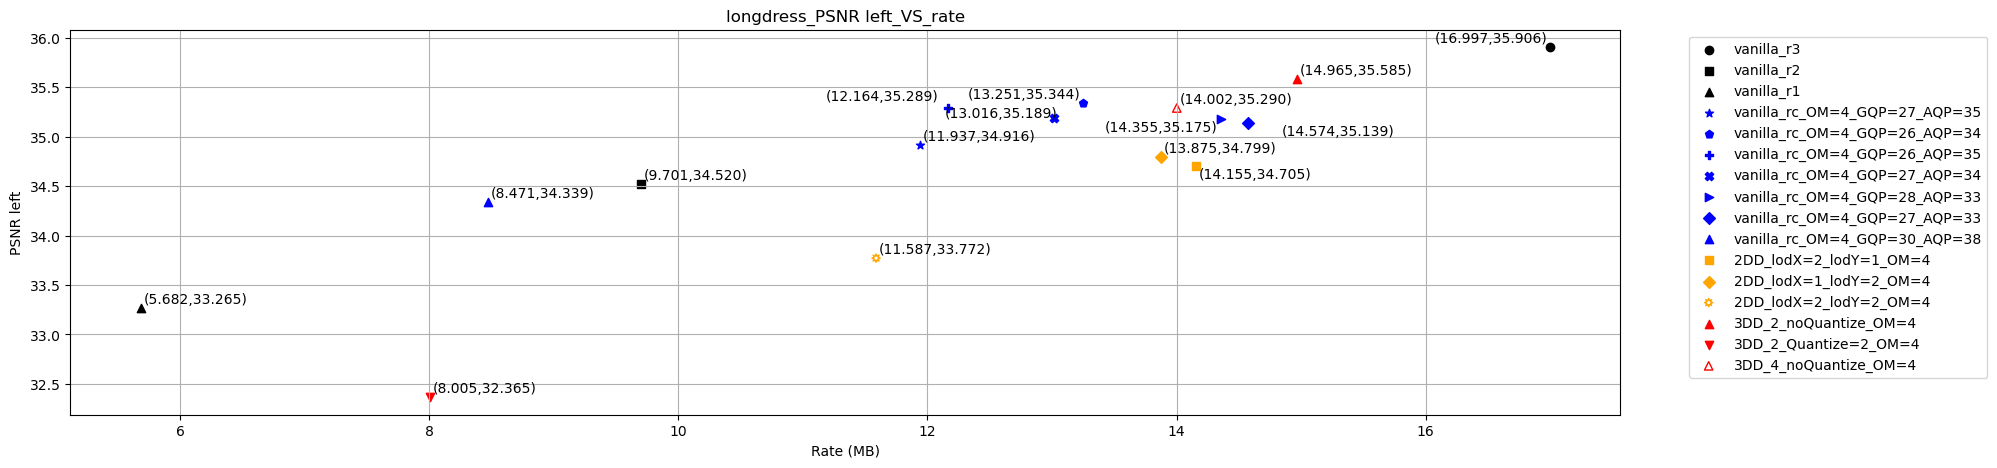 longdress_PSNR left_VS_rate
36.0
35.5
35.0
34.5
34.0
33.5
33.0
32.5
PSNR left
(16.997,35.906)
(14.965,35.585)
(12.164,35.289)
(13.251,35.344)
(14.002,35.290)
(13.016,35.189)
(14.355,35.175)
(14.574,35.139)
(11.937,34.916)
(13.875,34.799)
(14.155,34.705)
(9.701,34.520)
(8.471,34.339)
(11.587,33.772)
(5.682,33.265)
(8.005,32.365)
6
8
10
12
14
16
Rate (MB)
vanilla_r3
vanilla_r2
vanilla_r1
vanilla_rc_OM=4_GQP=27_AQP=35
vanilla_rc_OM=4_GQP=26_AQP=34
vanilla_rc_OM=4_GQP=26_AQP=35
vanilla_rc_OM=4_GQP=27_AQP=34
vanilla_rc_OM=4_GQP=28_AQP=33
vanilla_rc_OM=4_GQP=27_AQP=33
vanilla_rc_OM=4_GQP=30_AQP=38
2DD_lodX=2_lodY=1_OM=4
2DD_lodX=1_lodY=2_OM=4
2DD_lodX=2_lodY=2_OM=4
3DD_2_noQuantize_OM=4
3DD_2_Quantize=2_OM=4
3DD_4_noQuantize_OM=4